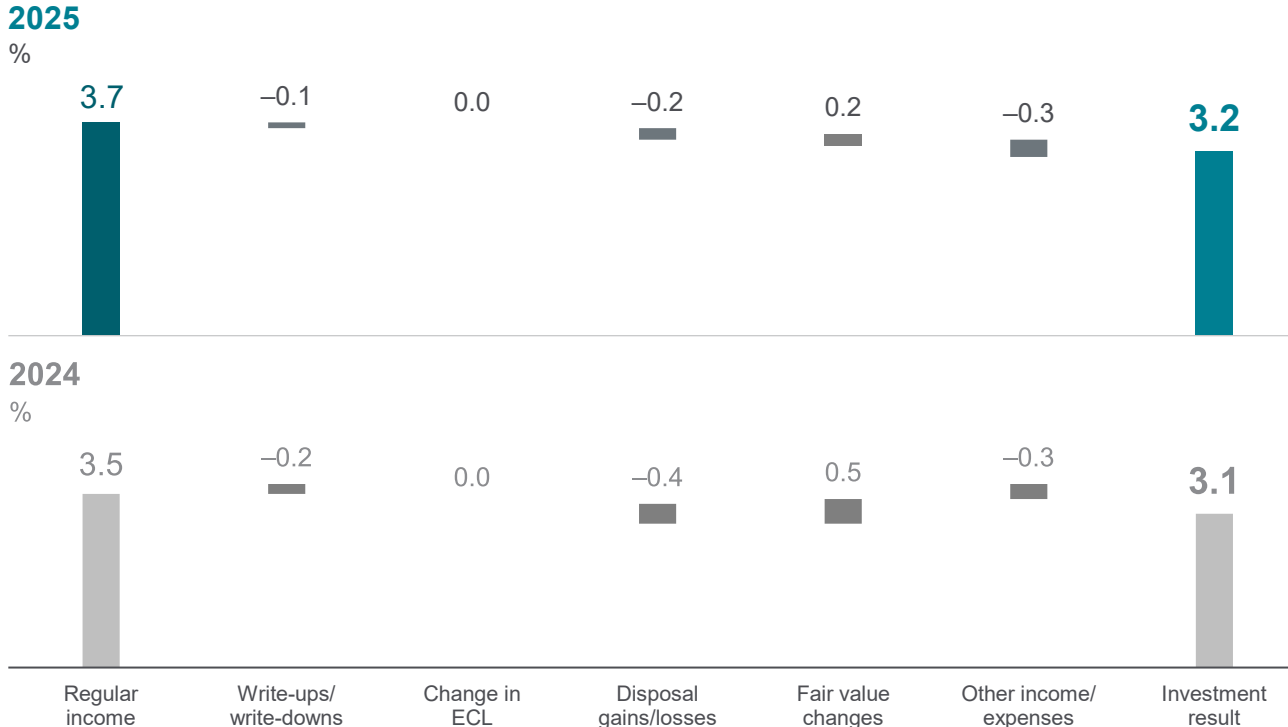 2025
%
3.7
–0.1
0.0
–0.2
0.2
–0.3
3.2
2024
%
3.5
–0.2
0.0
–0.4
0.5
–0.3
3.1
Regular
income
Write-ups/
write-downs
Change in
ECL
Disposal
gains/losses
Fair value
changes
Other income/
expenses
Investment
result